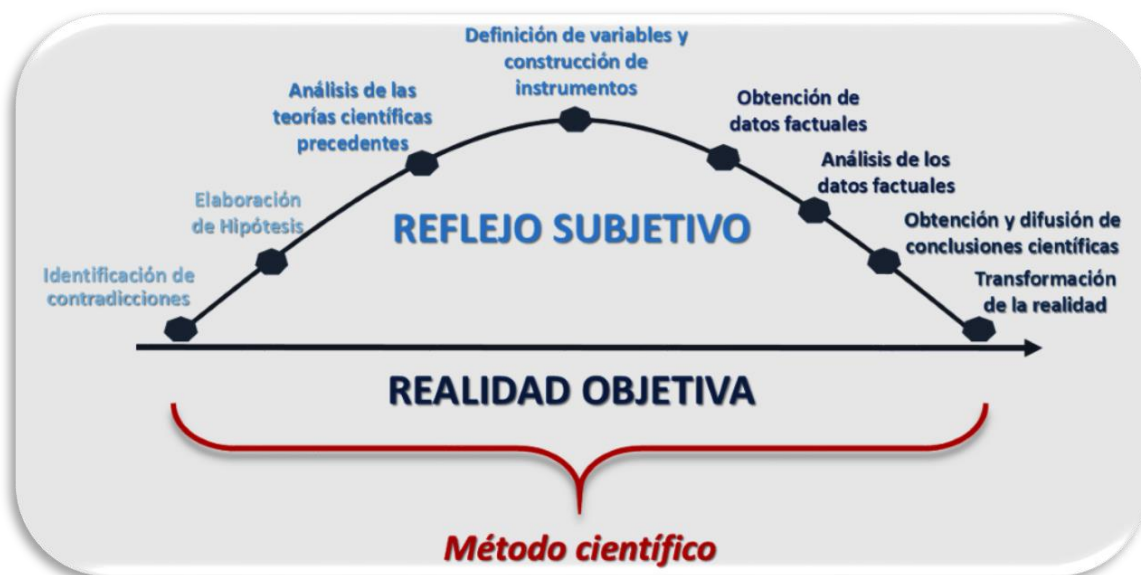 Definición de variables y
construcción de
instrumentos
Análisis de las
teorías científicas
precedentes
Obtención de
datos factuales
Elaboración
de Hipótesis
Análisis de los
datos factuales
REFLEJO SUBJETIVO
Obtención y difusión de
conclusiones científicas
Identificación de
contradicciones
Transformación
de la realidad
REALIDAD OBJETIVA
Método científico